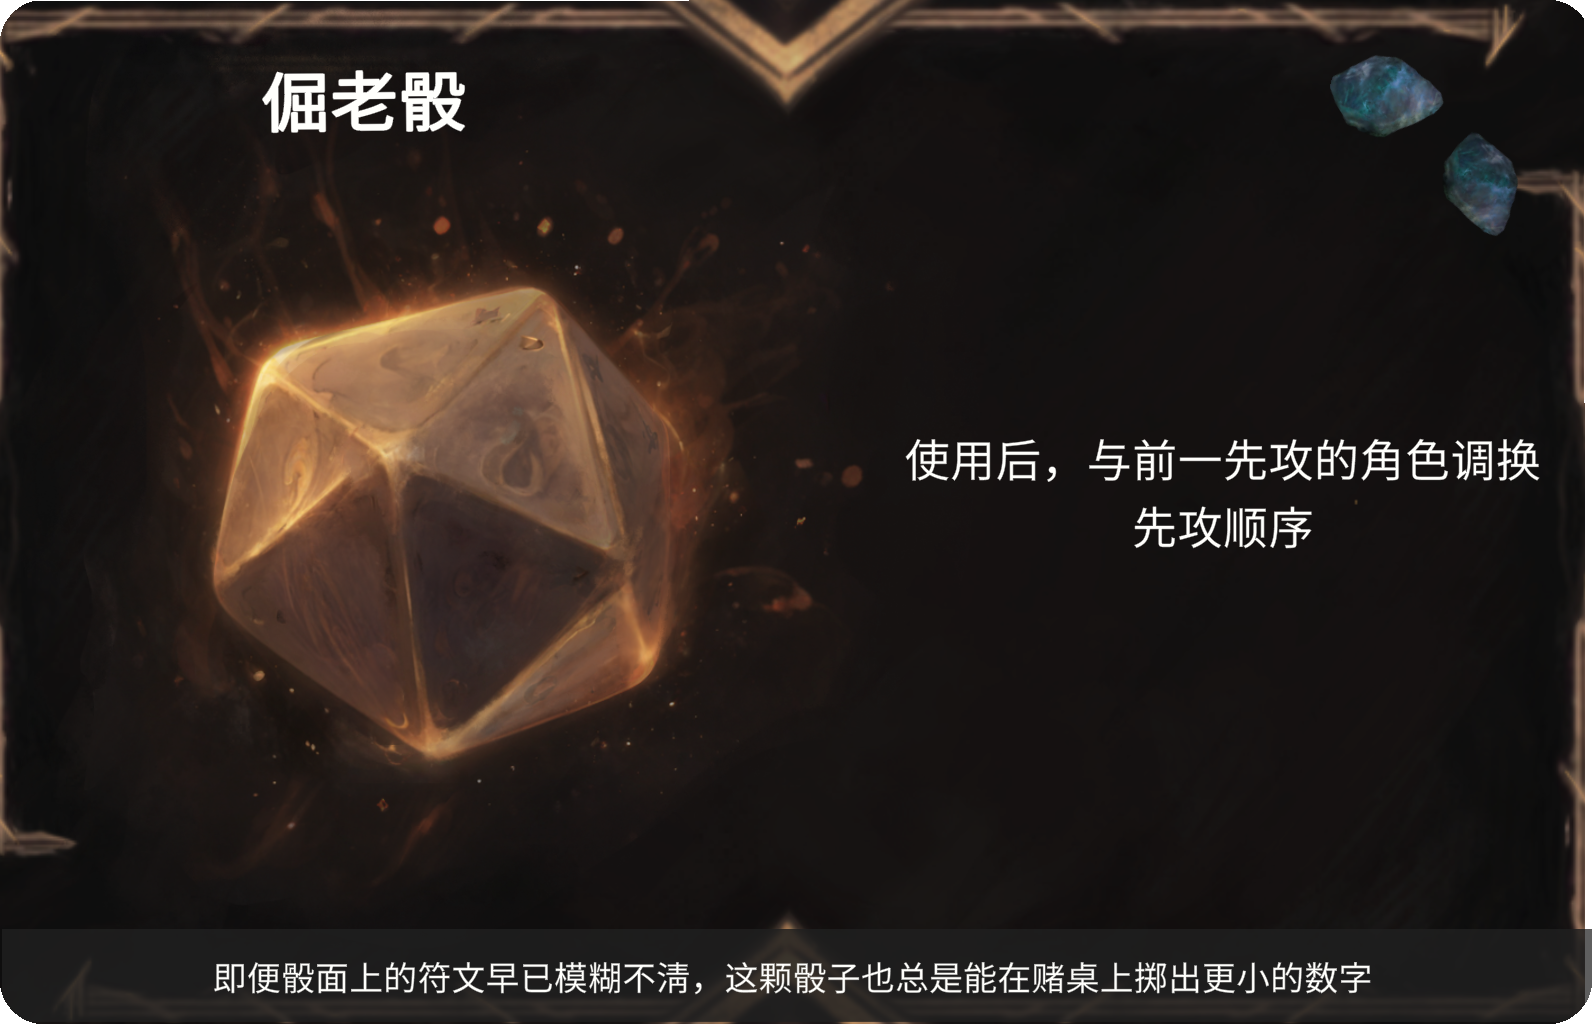 倔老骰
使用后，与前一先攻的角色调换
先攻顺序
即便骰面上的符文早已模糊不清，这颗骰子也总是能在赌桌上掷出更小的数字